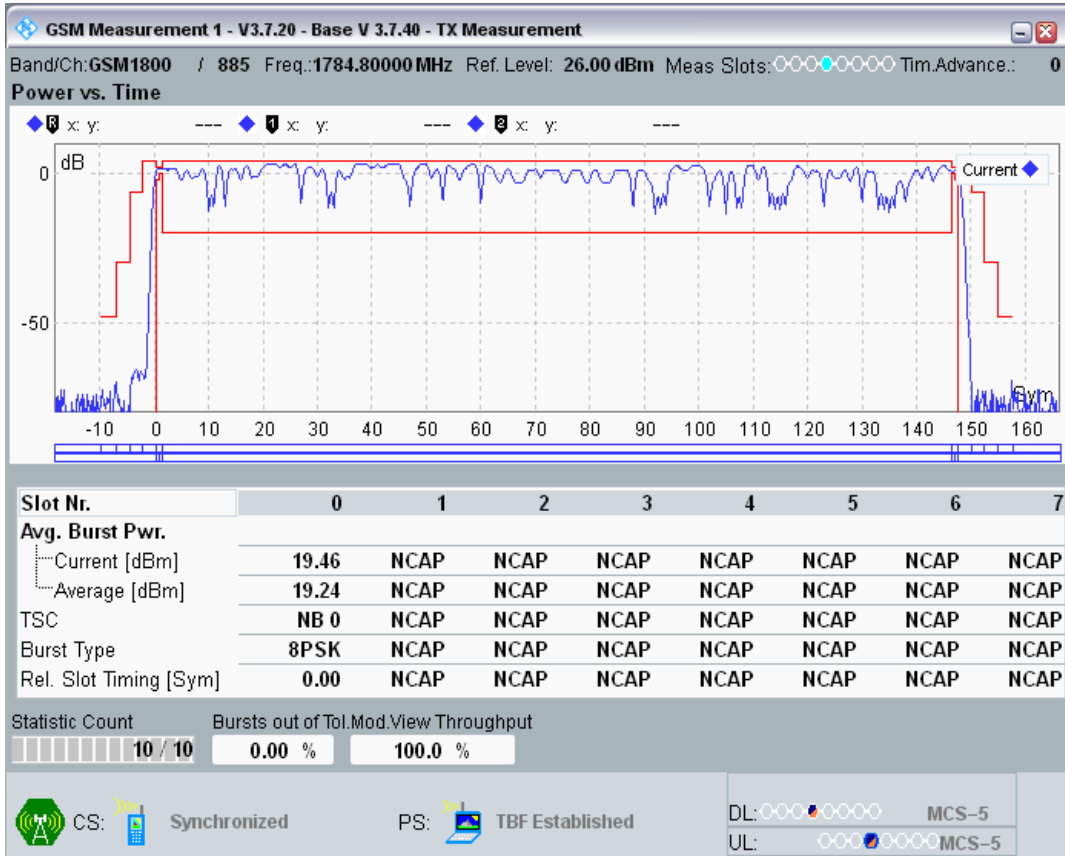 GSM Measurement 1 - V3.7.20 - Base V 3.7.40 - TX Measurement
Band/Ch:GSM1800 / 885 Freq.:1784.80000 MHz Ref. Level: 26.00 dBm Meas Slots: Tim.Advance.: 0
Power vs. Time
R x: y: --- 1 x: y: --- 2 x: y: ---
dB
Current
0
-50
Sym
-10 0 10 20 30 40 50 60 70 80 90 100 110 120 130 140 150 160
Slot Nr. 0 1 2 3 4 5 6 7
Avg. Burst Pwr.
Current [dBm] 19.46 NCAP NCAP NCAP NCAP NCAP NCAP NCAP
Average [dBm] 19.24 NCAP NCAP NCAP NCAP NCAP NCAP NCAP
TSC NB 0 NCAP NCAP NCAP NCAP NCAP NCAP NCAP
Burst Type 8PSK NCAP NCAP NCAP NCAP NCAP NCAP NCAP
Rel. Slot Timing [Sym] 0.00 NCAP NCAP NCAP NCAP NCAP NCAP NCAP
Statistic Count Bursts out of Tol. Mod.View Throughput
10 / 10 0.00 % 100.0 %
CS: Synchronized PS: TBF Established DL: MCS-5
UL: MCS-5